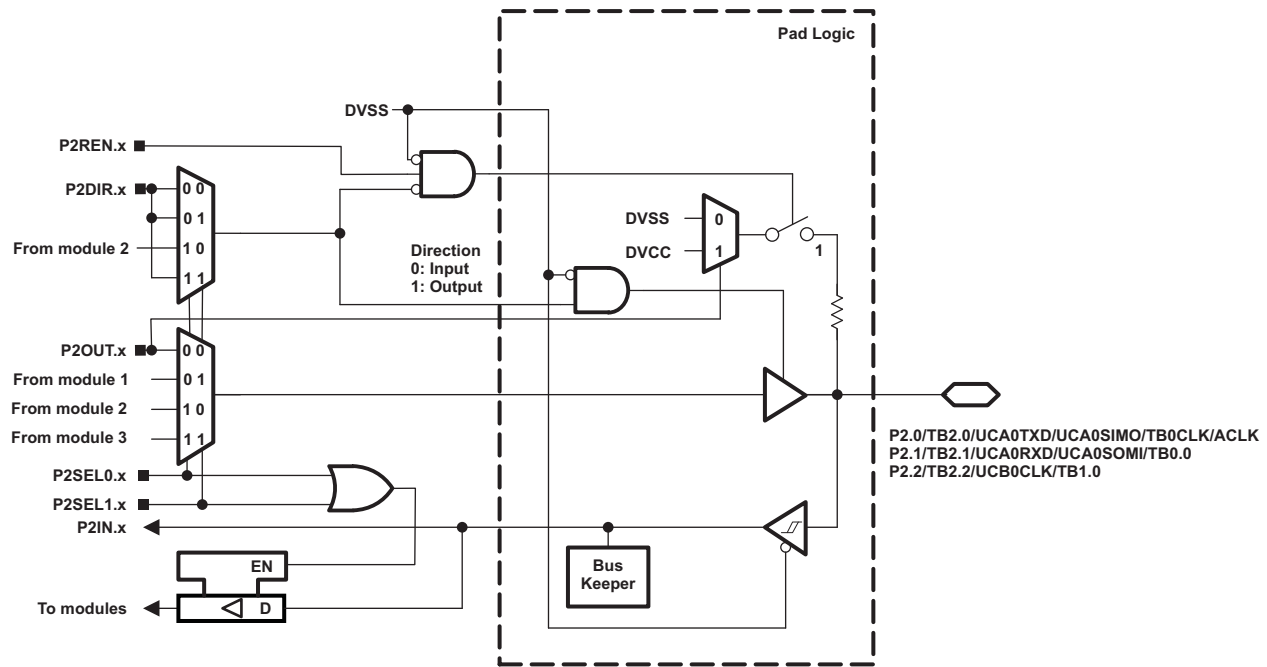 Pad Logic
DVSS
P2REN.x
P2DIR.x
0 0
0 1
From module 2
1 0
1 1
Direction
0: Input
1: Output
DVSS
0
DVCC
1
1
P2OUT.x
0 0
From module 1
0 1
From module 2
1 0
From module 3
1 1
P2.0/TB2.0/UCA0TXD/UCA0SIMO/TB0CLK/ACLK
P2.1/TB2.1/UCA0RXD/UCA0SOMI/TB0.0
P2.2/TB2.2/UCB0CLK/TB1.0
P2SEL0.x
P2SEL1.x
P2IN.x
Bus
Keeper
EN
To modules
D